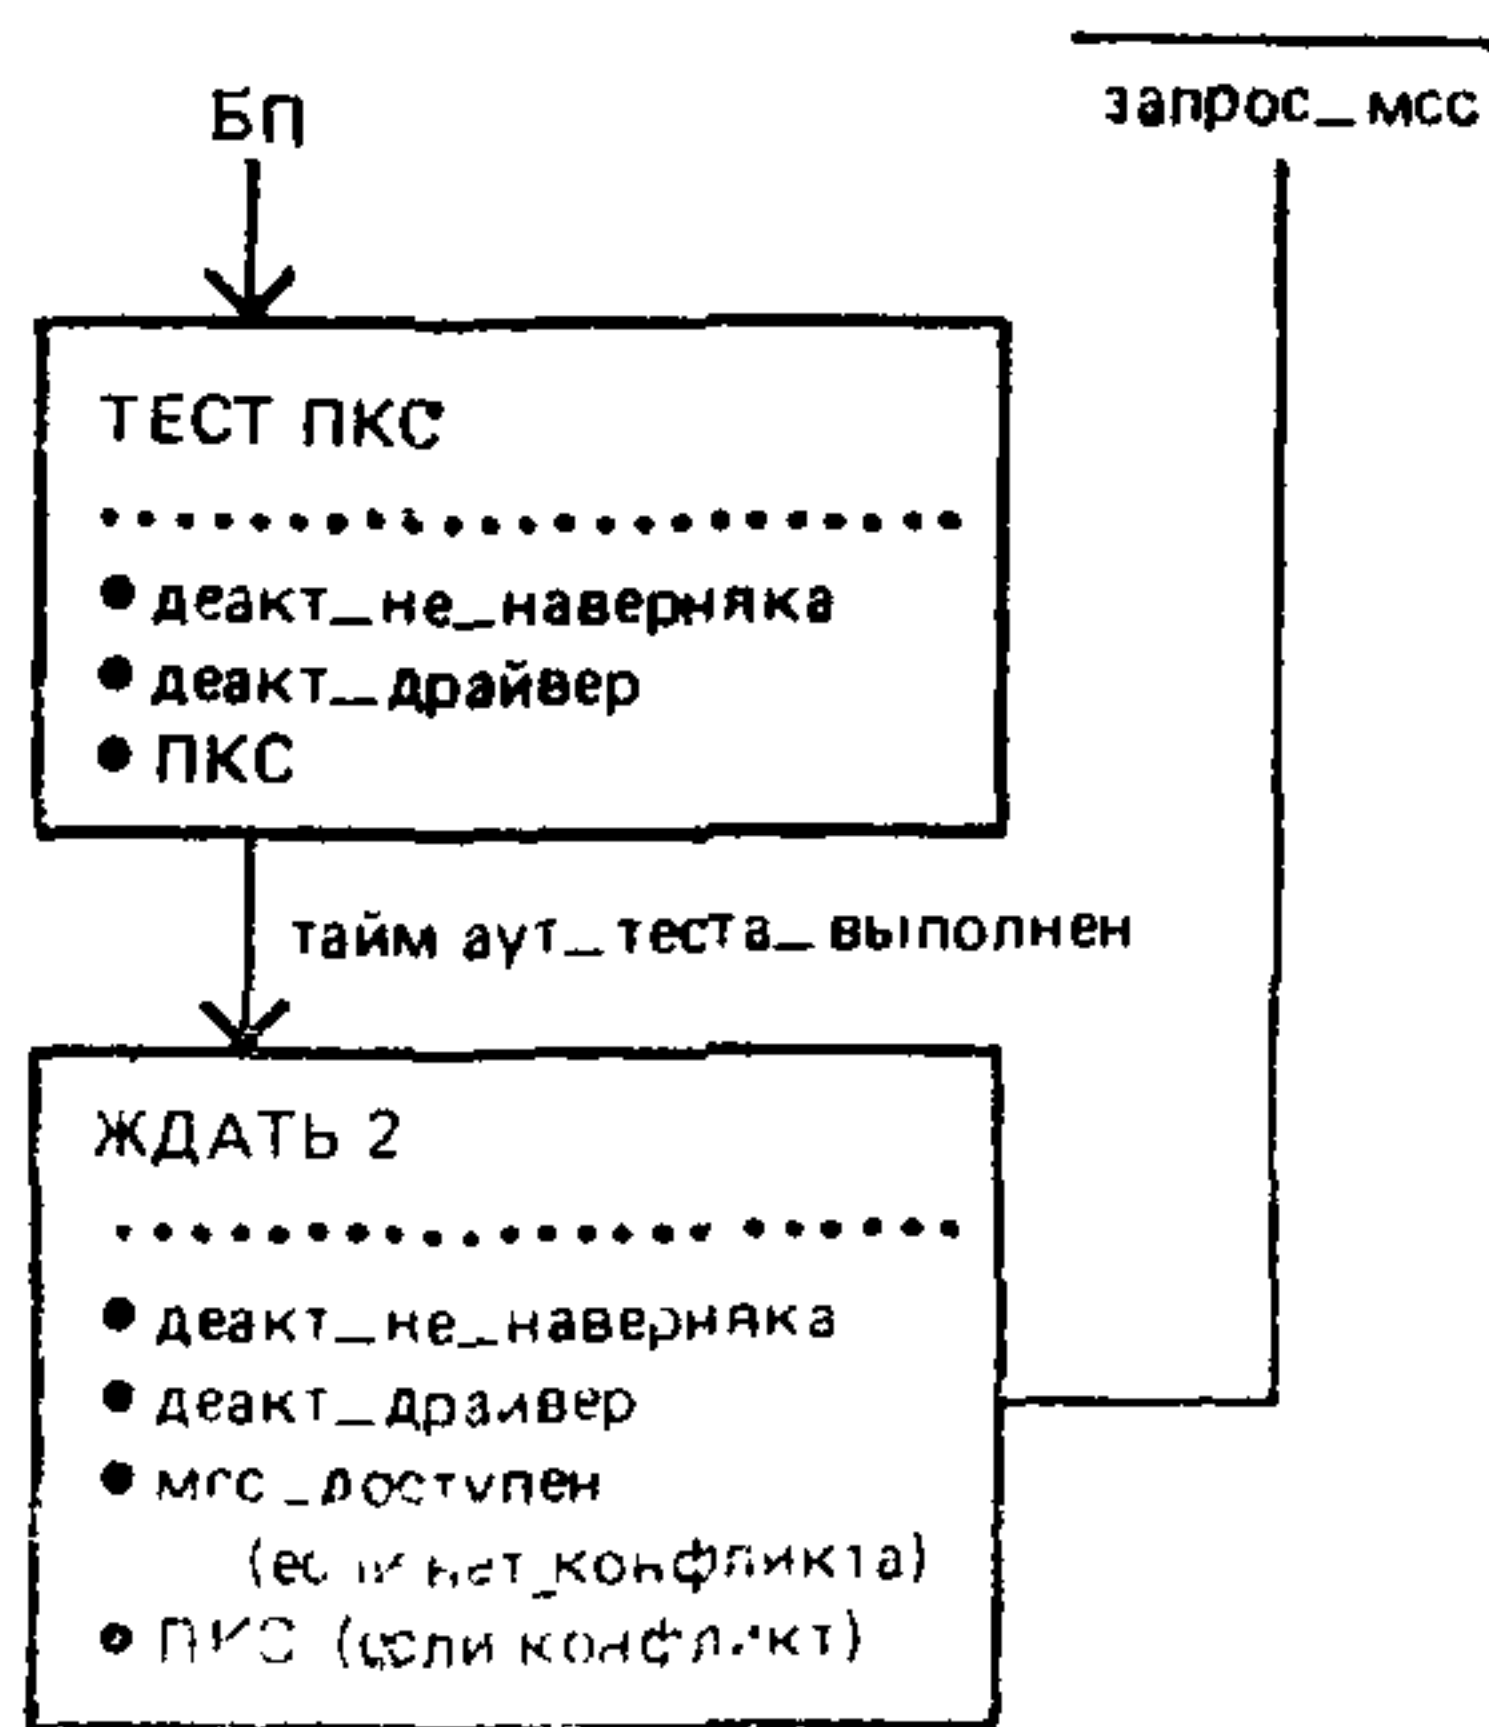 БП
запрос_мсс
ТЕСТ ПКС
● деакт_не_наверняка
● деакт_драйвер
● ПКС
тайм аут_теста_выполнен
ЖДАТЬ 2
● деакт_не_наверняка
● деакт_драйвер
● мсс_доступен
(если нет_конфликта)
● ПКС (если конфликт)